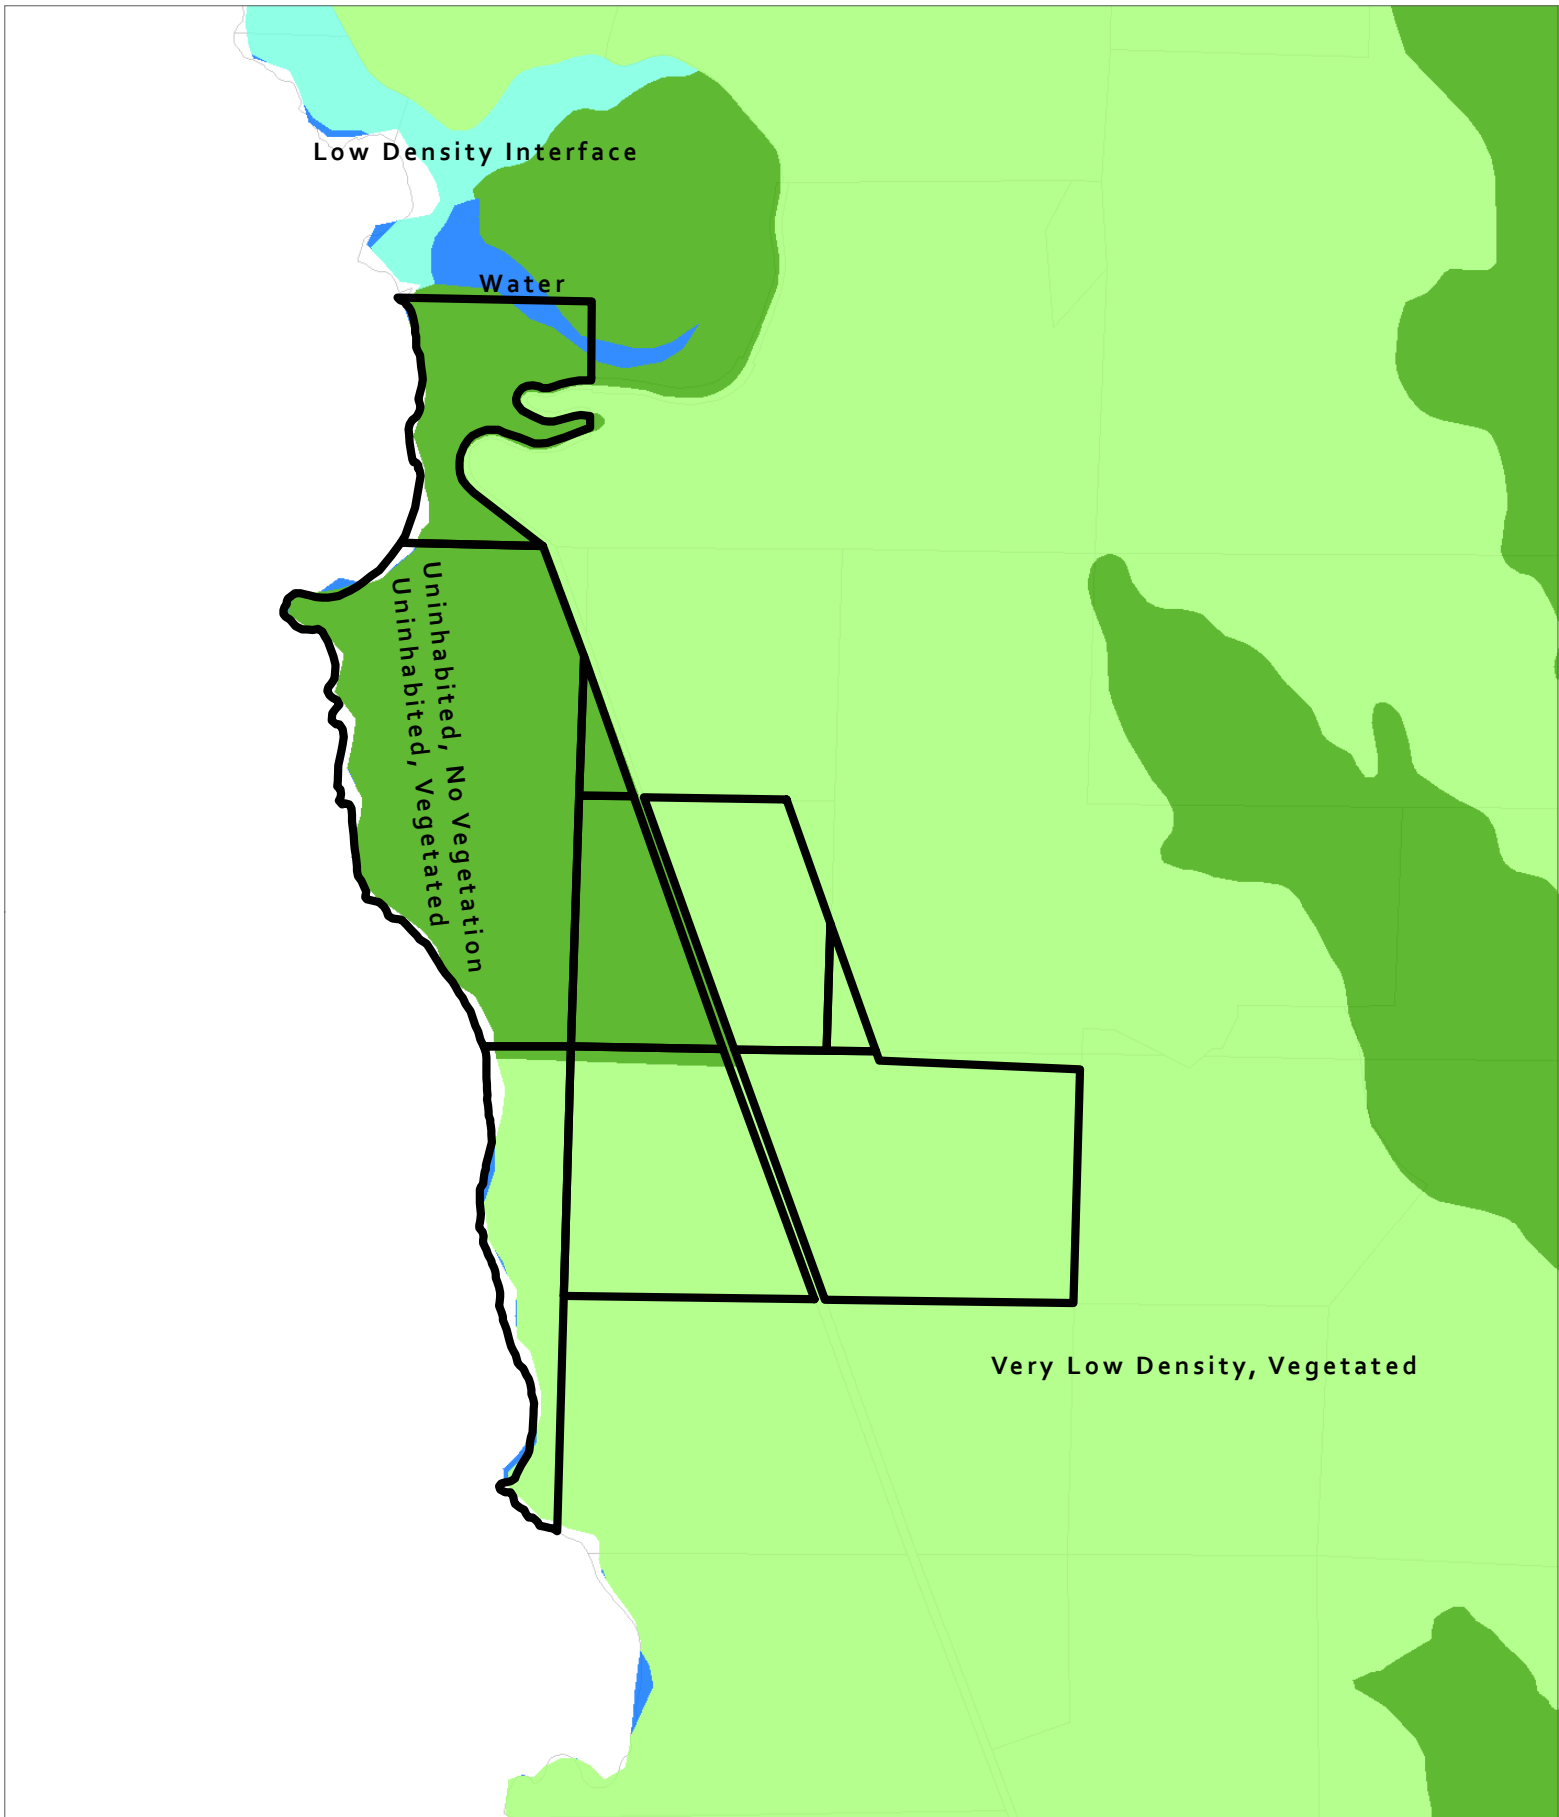 Low Density Interface
Water
Uninhabited, No Vegetation
Uninhabited, Vegetated
Very Low Density, Vegetated